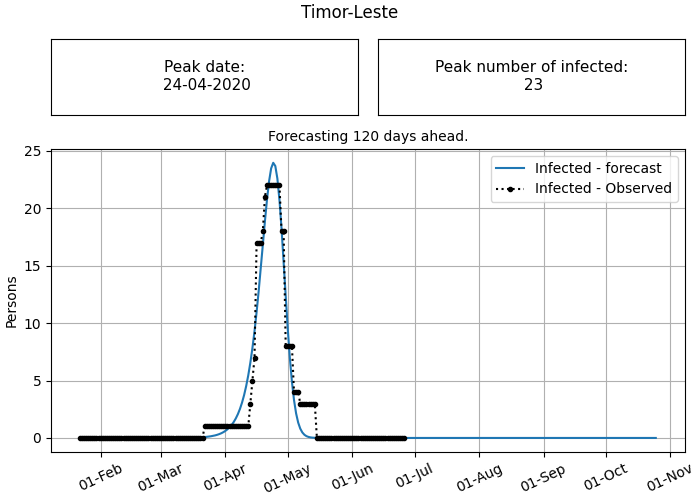 Timor-Leste
Peak date:
24-04-2020
Peak number of infected:
23
Forecasting 120 days ahead.
Infected - forecast
Infected - Observed
Persons
25
20
15
10
5
0
01-Feb
01-Mar
01-Apr
01-May
01-Jun
01-Jul
01-Aug
01-Sep
01-Oct
01-Nov